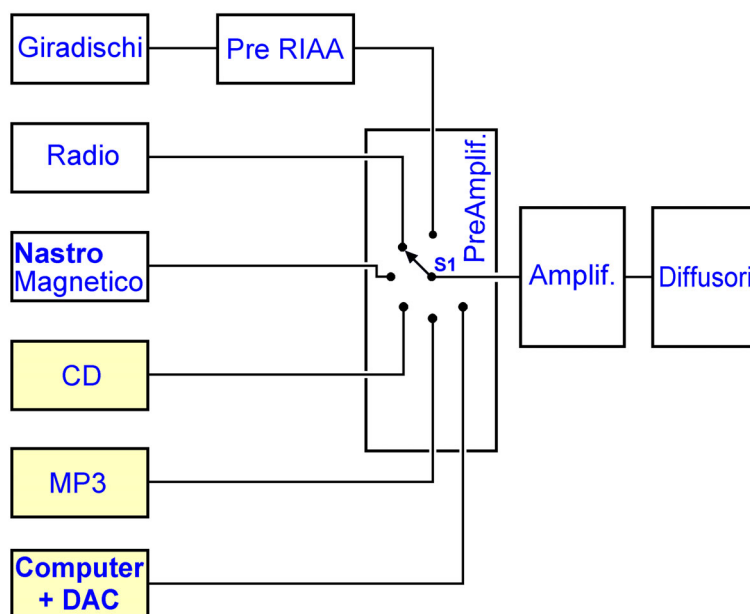 Giradischi
Pre RIAA
Radio
PreAmplif.
Nastro
Magnetico
S1
Amplif.
Diffusori
CD
MP3
Computer
+ DAC